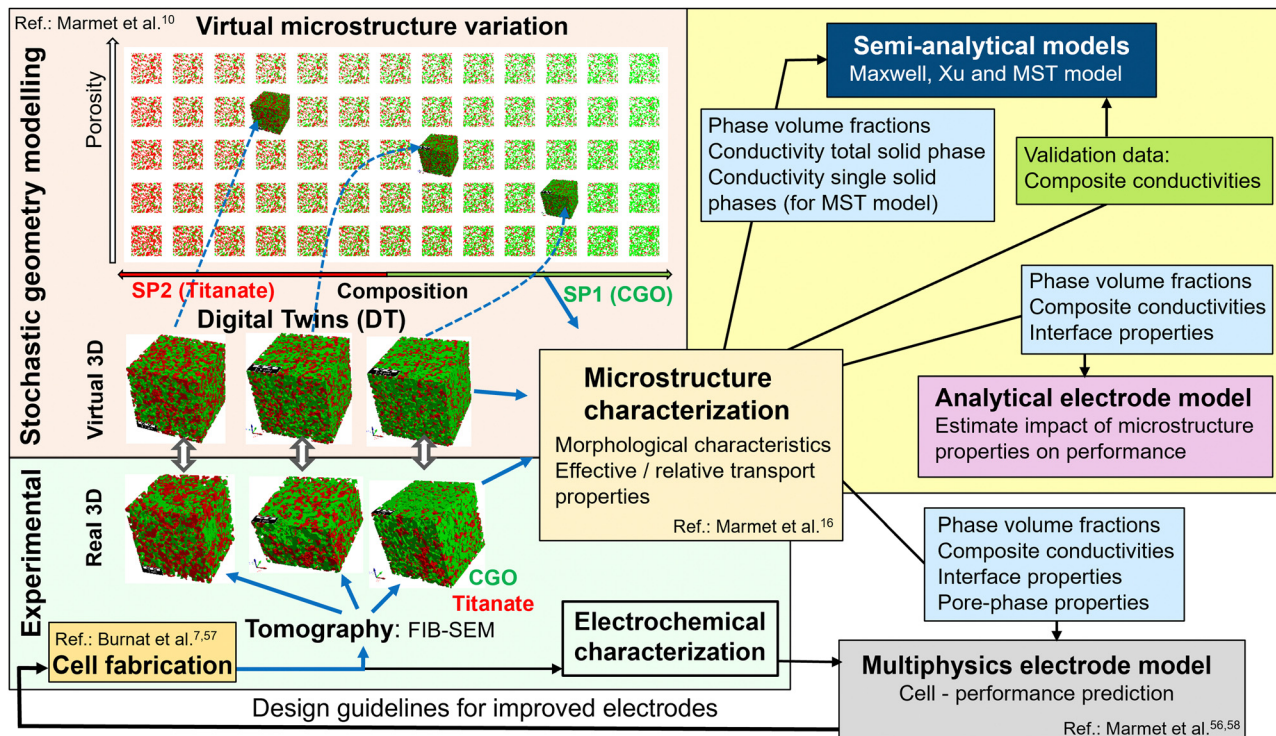 Ref.: Marmet et al.10
Virtual microstructure variation
Stochastic geometry modelling
Porosity
SP2 (Titanate)
Composition
SP1 (CGO)
Digital Twins (DT)
Virtual 3D
Experimental
Real 3D
CGO
Titanate
Tomography: FIB-SEM
Ref.: Burnat et al.7,57
Cell fabrication
Electrochemical
characterization
Design guidelines for improved electrodes
Microstructure
characterization
Morphological characteristics
Effective / relative transport
properties
Ref.: Marmet et al.16
Semi-analytical models
Maxwell, Xu and MST model
Phase volume fractions
Conductivity total solid phase
Conductivity single solid
phases (for MST model)
Validation data:
Composite conductivities
Phase volume fractions
Composite conductivities
Interface properties
Analytical electrode model
Estimate impact of microstructure
properties on performance
Phase volume fractions
Composite conductivities
Interface properties
Pore-phase properties
Multiphysics electrode model
Cell - performance prediction
Ref.: Marmet et al.56,58